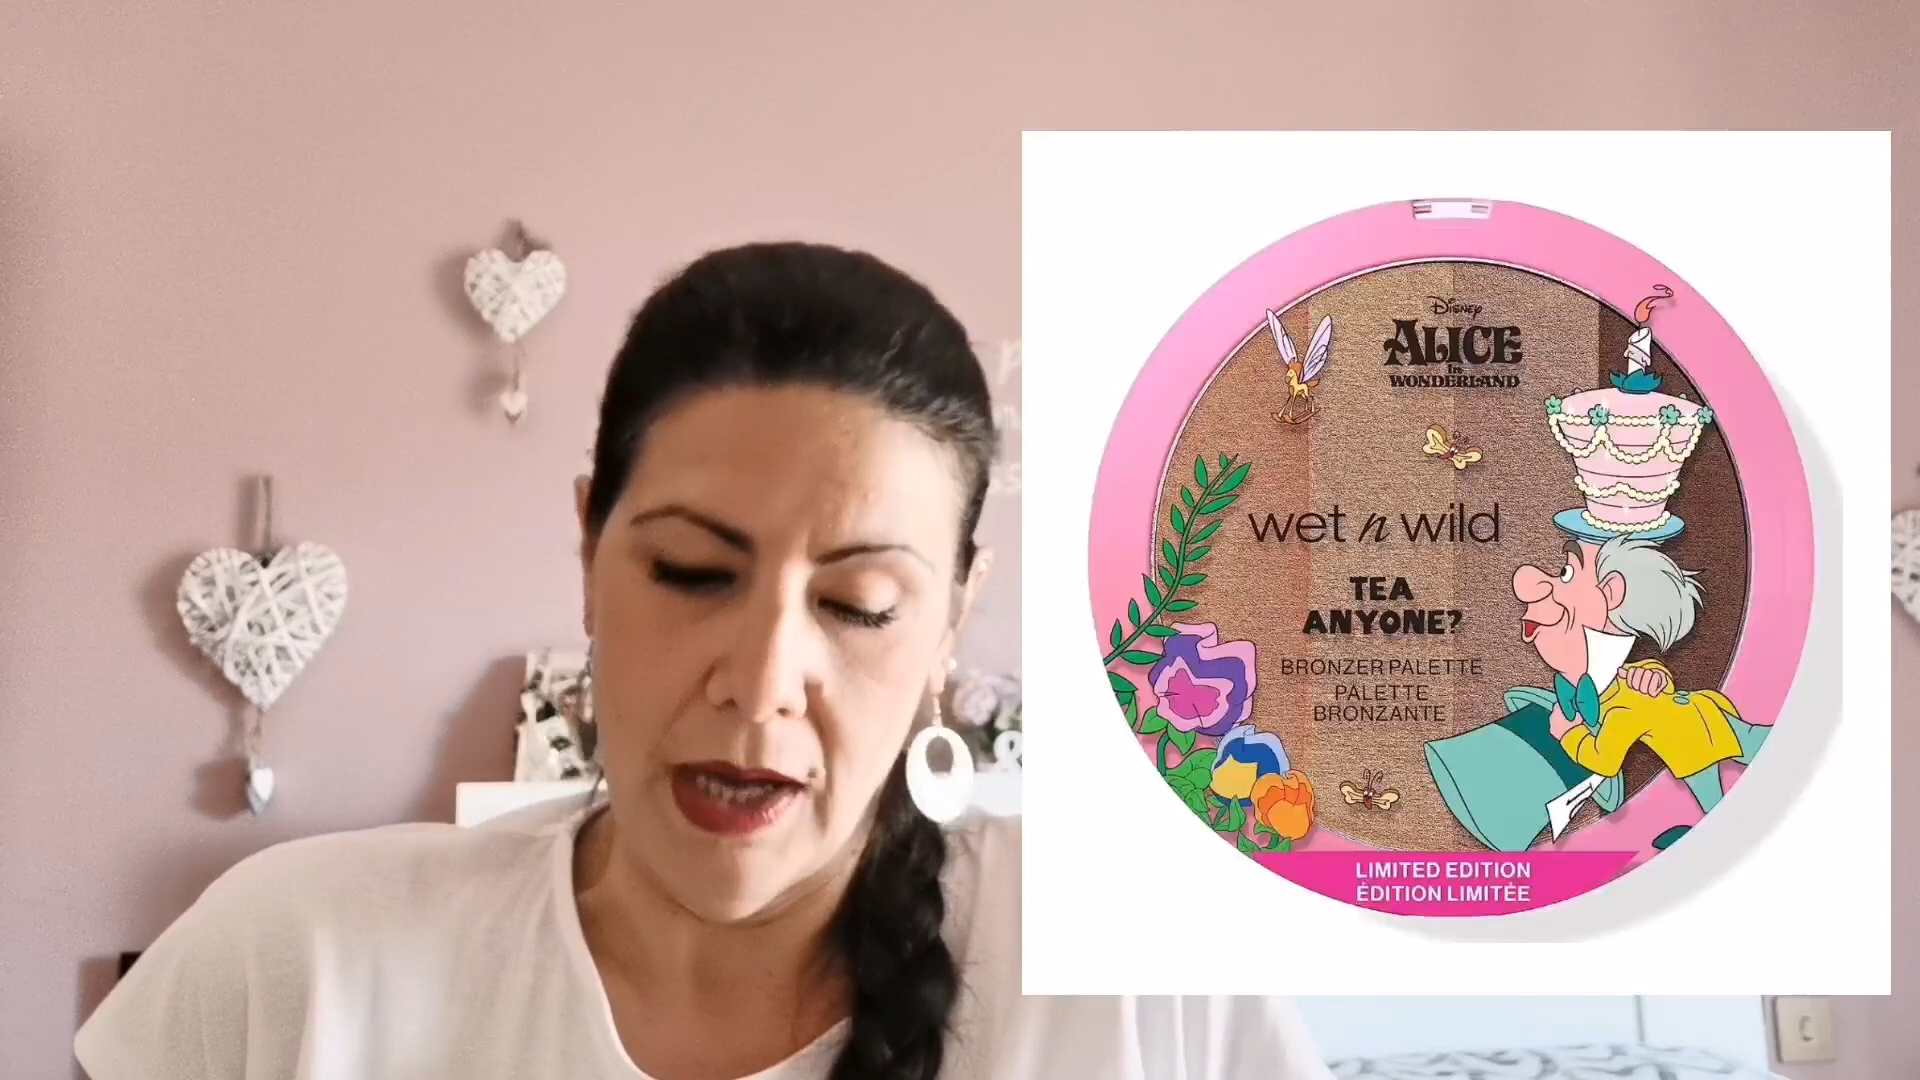 Disney
ALICE
in
WONDERLAND
wet n wild
TEA
ANYONE?
BRONZER PALETTE
PALETTE
BRONZANTE
LIMITED EDITION
ÉDITION LIMITÉE